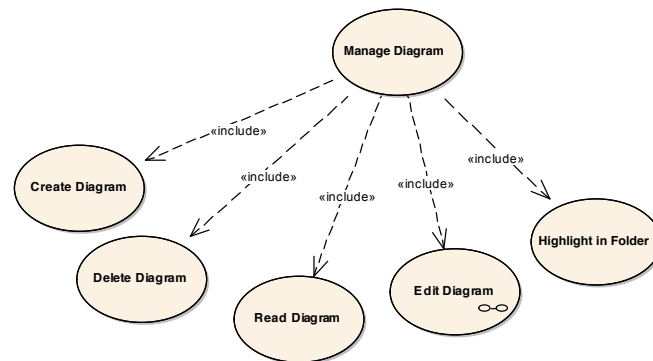 Manage Diagram
«include»
«include»
«include»
«include»
«include»
Create Diagram
Delete Diagram
Read Diagram
Edit Diagram
Highlight in Folder